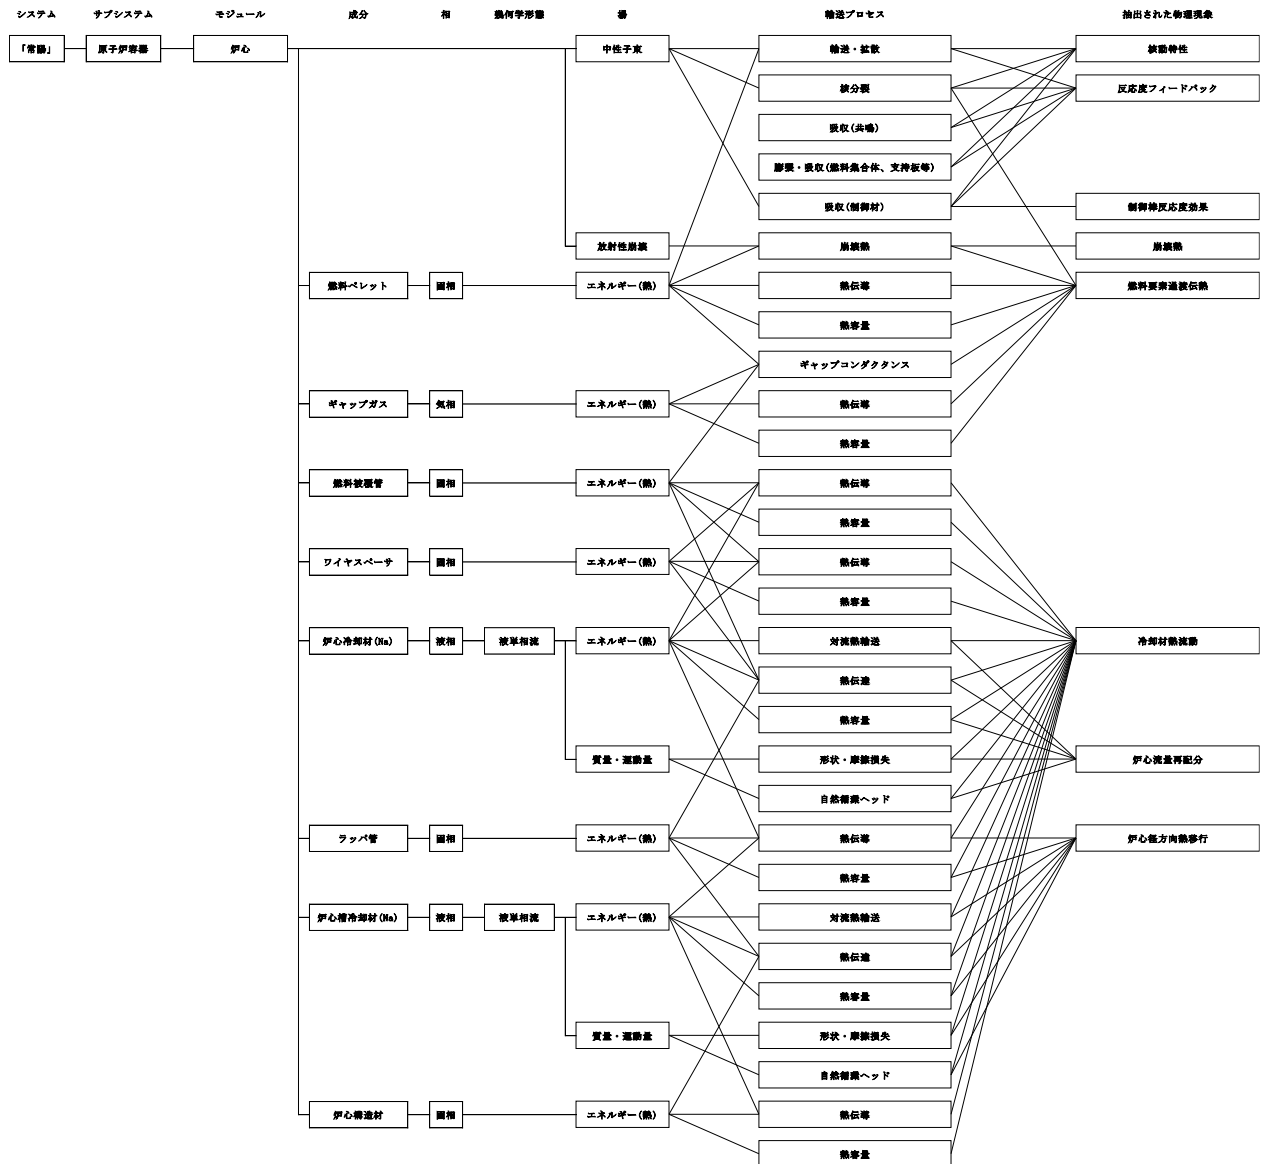 システム サブシステム モジュール 成分 相 幾何学形態 場 輸送プロセス 抽出された物理現象
「常陽」 原子炉容器 炉心 中性子束 輸送・拡散 核動特性
核分裂 反応度フィードバック
吸収(共鳴)
膨張・吸収(燃料集合体、支持板等)
吸収(制御材) 制御棒反応度効果
放射性崩壊 崩壊熱 崩壊熱
燃料ペレット 固相 エネルギー(熱) 熱伝導 燃料要素過渡伝熱
熱容量
ギャップコンダクタンス
ギャップガス 気相 エネルギー(熱) 熱伝導
熱容量
燃料被覆管 固相 エネルギー(熱) 熱伝導
熱容量
ワイヤスペーサ 固相 エネルギー(熱) 熱伝導
熱容量
炉心冷却材(Na) 液相 液単相流 エネルギー(熱) 対流熱輸送 冷却材熱流動
熱伝達
熱容量
質量・運動量 形状・摩擦損失 炉心流量再配分
自然循環ヘッド
ラッパ管 固相 エネルギー(熱) 熱伝導 炉心径方向熱移行
熱容量
炉心槽冷却材(Na) 液相 液単相流 エネルギー(熱) 対流熱輸送
熱伝達
熱容量
質量・運動量 形状・摩擦損失
自然循環ヘッド
炉心構造材 固相 エネルギー(熱) 熱伝導
熱容量